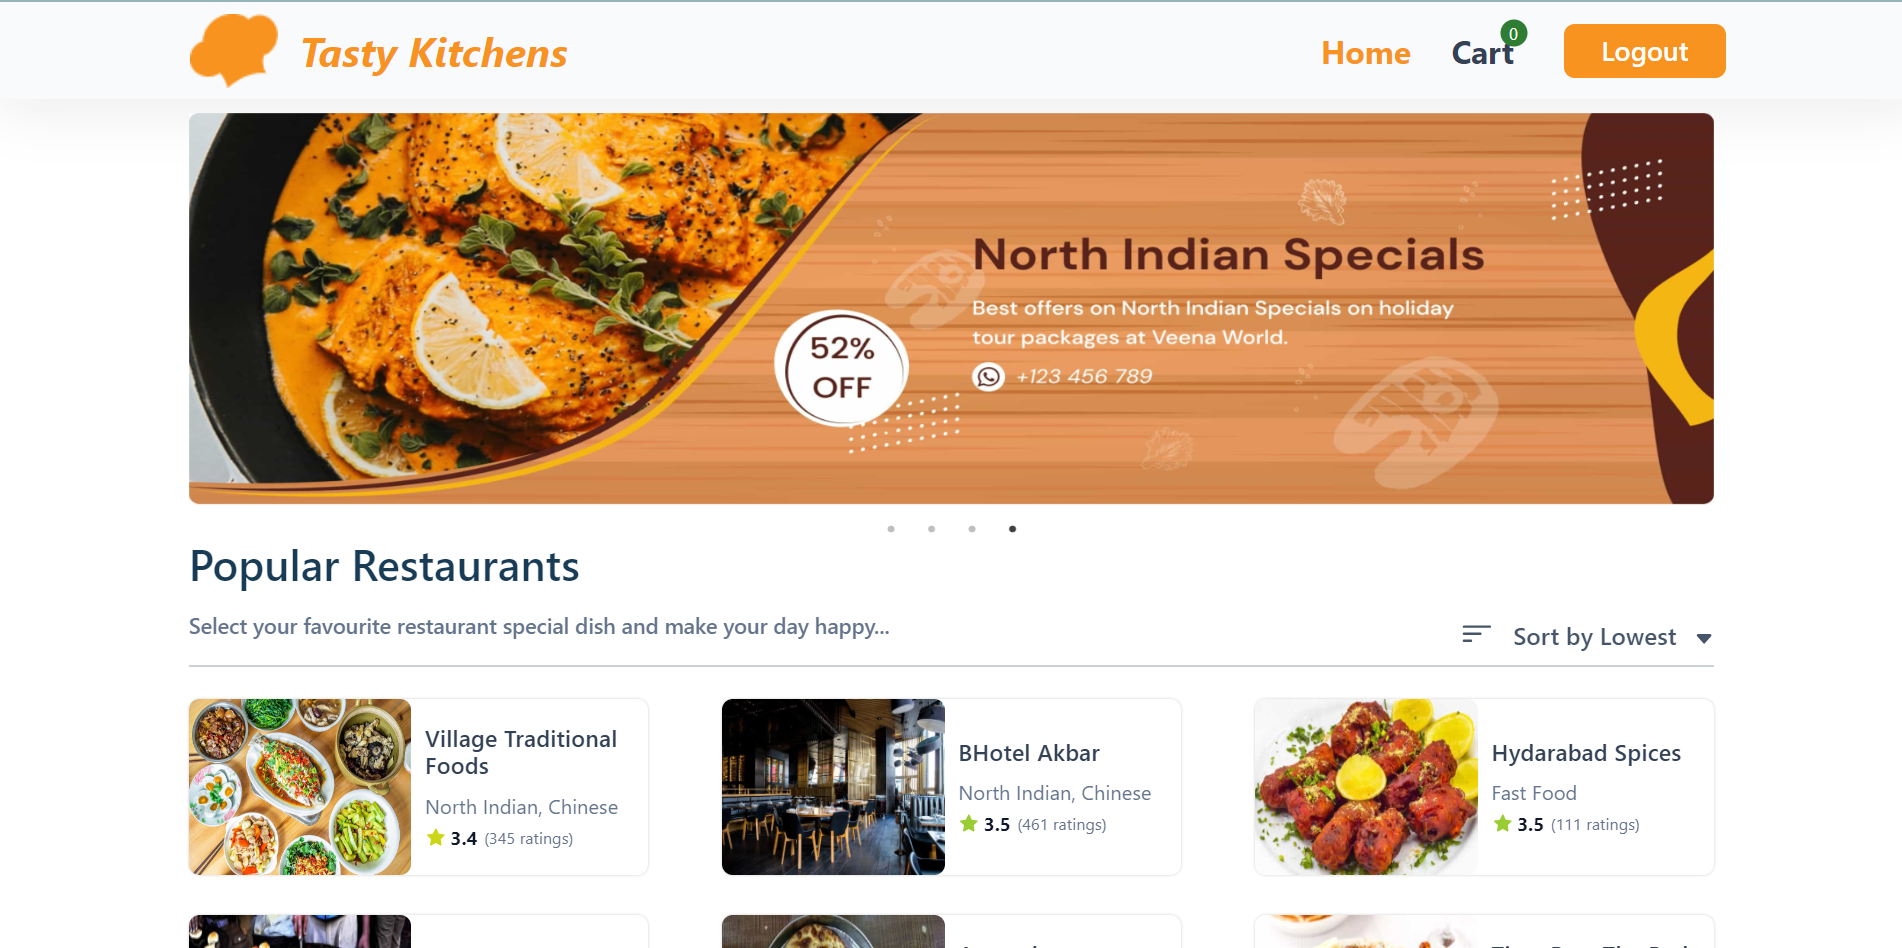 Tasty Kitchens
Home
Cart
0
Logout
North Indian Specials
Best offers on North Indian Specials on holiday
tour packages at Veena World.
+123 456 789
52%
OFF
Popular Restaurants
Select your favourite restaurant special dish and make your day happy...
Sort by Lowest
Village Traditional
Foods
North Indian, Chinese
3.4 (345 ratings)
BHotel Akbar
North Indian, Chinese
3.5 (461 ratings)
Hydarabad Spices
Fast Food
3.5 (111 ratings)